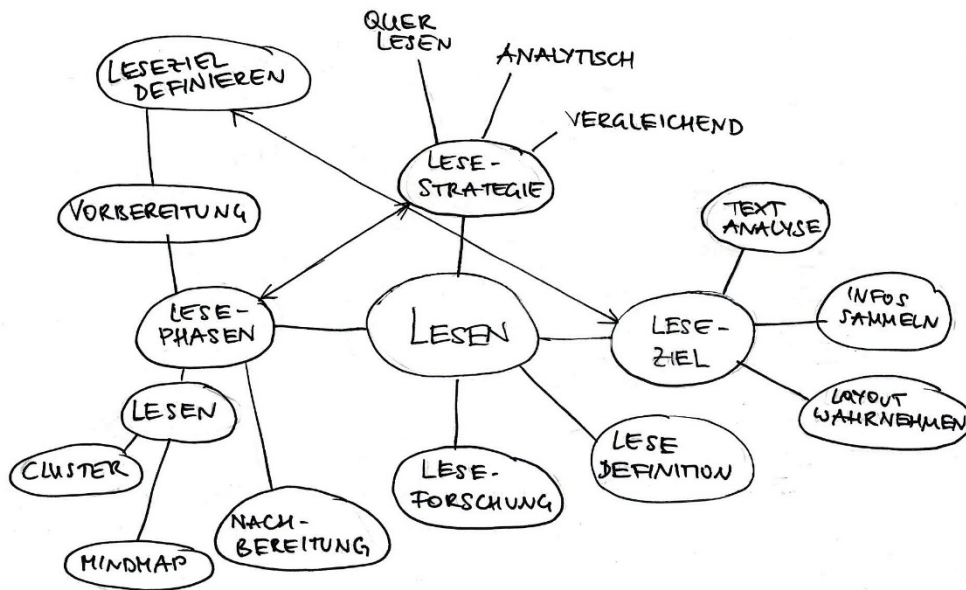 QUER
LESEN
ANALYTISCH
VERGLEICHEND
LESEZIEL
DEFINIEREN
LESE-
STRATEGIE
VORBEREITUNG
TEXT
ANALYSE
INFOS
SAMMELN
LESE-
PHASEN
LESEN
LESE-
ZIEL
LAYOUT
WAHRNEHMEN
LESEN
CLUSTER
LESE
DEFINITION
LESE-
FORSCHUNG
NACH-
BEREITUNG
MINDMAP